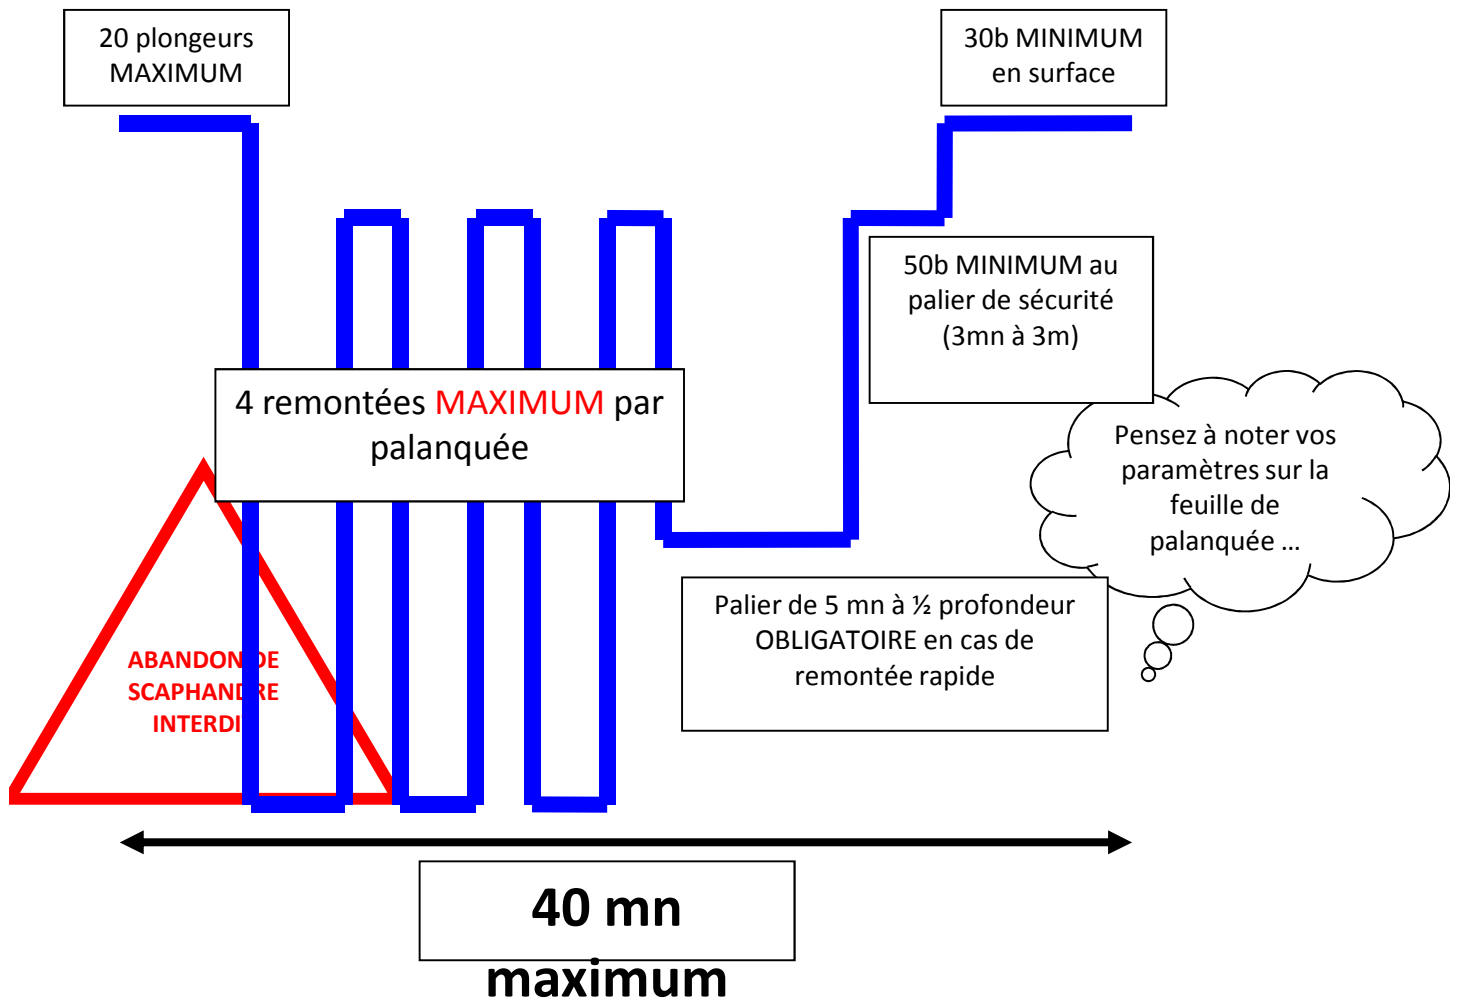 20 plongeurs
MAXIMUM
30b MINIMUM
en surface
50b MINIMUM au
palier de sécurité
(3mn à 3m)
4 remontées MAXIMUM par
palanquée
Pensez à noter vos
paramètres sur la
feuille de
palanquée ...
Palier de 5 mn à ½ profondeur
OBLIGATOIRE en cas de
remontée rapide
ABANDON DE
SCAPHANDRE
INTERDI
40 mn
maximum